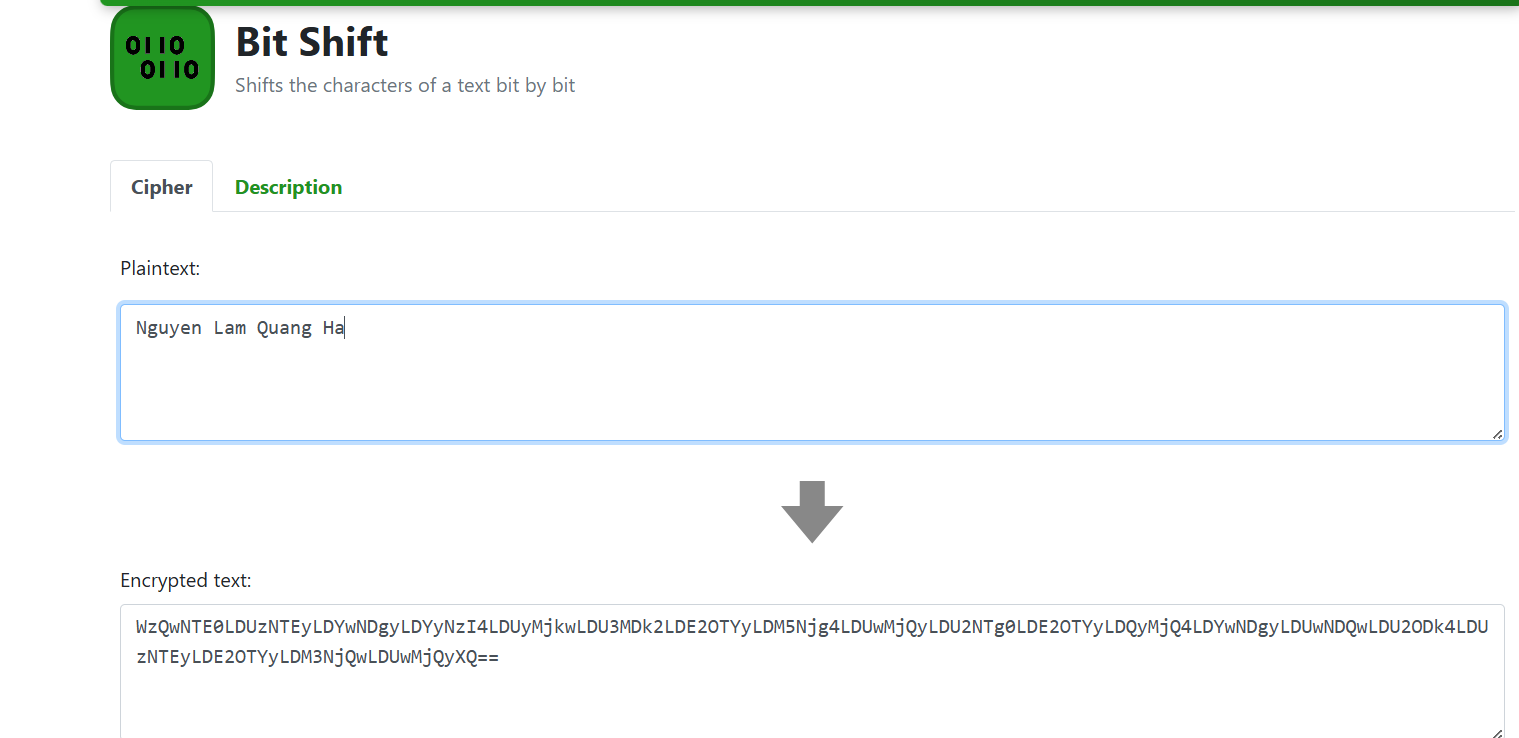 0110
0110
Bit Shift
Shifts the characters of a text bit by bit
Cipher
Description
Plaintext:
Nguyen Lam Quang Ha
Encrypted text:
WzQwNTE0LDUzNTEyLDYwNDgyLDYyNzI4LDUyMjkwLDU3MDk2LDE2OTYyLDM5Njg4LDUwMjQyLDU2NTg0LDE2OTYyLDQyMjQ4LDYwNDgyLDUwNDQwLDU2ODk4LDU
zNTEyLDE2OTYyLDM3NjQwLDUwMjQyXQ==